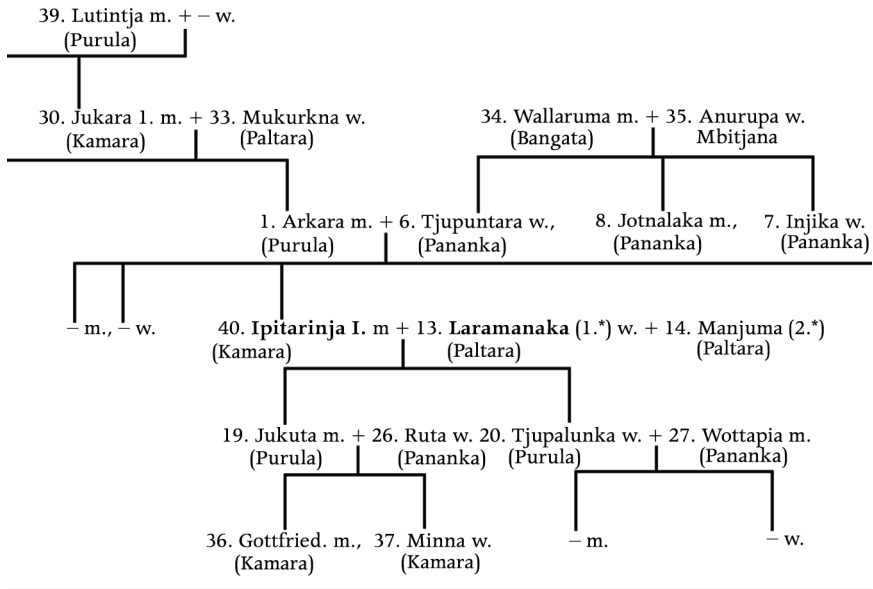 39. Lutintja m. + – w.
(Purula)
30. Jukara 1. m. + 33. Mukurkna w. 34. Wallaruma m. + 35. Anurupa w.
(Kamara) (Paltara) (Bangata) Mbitjana
1. Arkara m. + 6. Tjupuntara w., 8. Jotnalaka m., 7. Injika w.
(Purula) (Pananka) (Pananka) (Pananka)
– m., – w. 40. Ipitarinja I. m + 13. Laramanaka (1.*) w. + 14. Manjuma (2.*)
(Kamara) (Paltara) (Paltara)
19. Jukuta m. + 26. Ruta w. 20. Tjupalunka w. + 27. Wottapia m.
(Purula) (Pananka) (Purula) (Pananka)
36. Gottfried. m., 37. Minna w. – m. – w.
(Kamara) (Kamara)